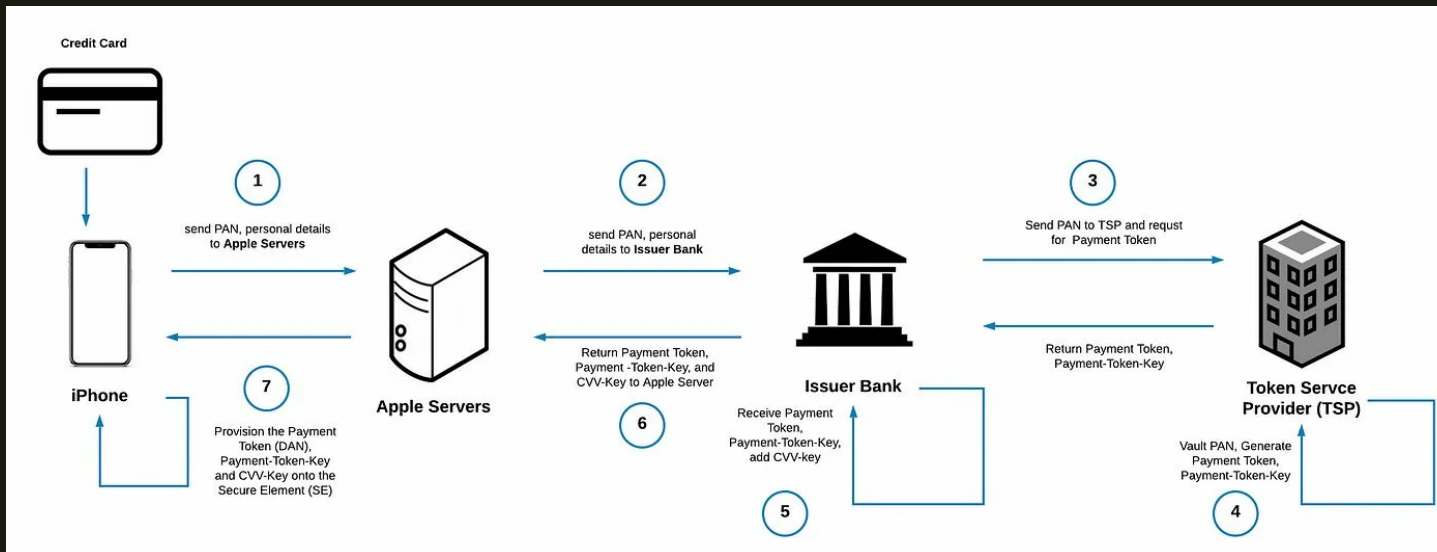 Credit Card
1
send PAN, personal details
to Apple Servers
2
send PAN, personal
details to Issuer Bank
3
Send PAN to TSP and requst
for Payment Token
iPhone
Apple Servers
Issuer Bank
Token Servce
Provider (TSP)
Return Payment Token,
Payment-Token-Key
Vault PAN, Generate
Payment Token,
Payment-Token-Key
4
Receive Payment
Token,
Payment-Token-Key,
add CVV-key
5
Return Payment Token,
Payment -Token-Key, and
CVV-Key to Apple Server
6
7
Provision the Payment
Token (DAN),
Payment-Token-Key
and CVV-Key onto the
Secure Element (SE)